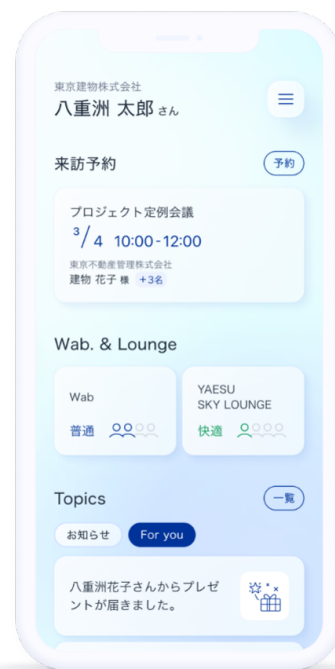 東京建物株式会社
八重洲 太郎 さん
来訪予約
予約
プロジェクト定例会議
3/4 10:00-12:00
東京不動産管理株式会社
建物 花子 様 +3名
Wab. & Lounge
Wab
普通
YAESU
SKY LOUNGE
快適
Topics
一覧
お知らせ
For you
八重洲花子さんからプレゼ
ントが届きました。